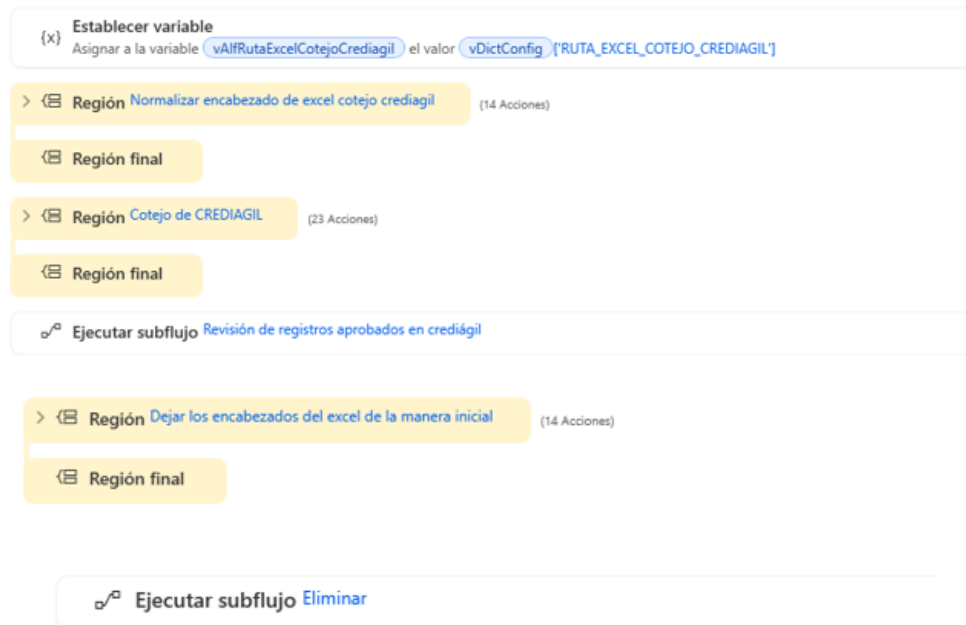 {x} Establecer variable
Asignar a la variable vAlfRutaExcelCotejoCrediagil el valor vDictConfig ['RUTA_EXCEL_COTEJO_CREDIAGIL']
Región Normalizar encabezado de excel cotejo crediagil (14 Acciones)
Región final
Región Cotejo de CREDIAGIL (23 Acciones)
Región final
Ejecutar subflujo Revisión de registros aprobados en crediágil
Región Dejar los encabezados del excel de la manera inicial (14 Acciones)
Región final
Ejecutar subflujo Eliminar